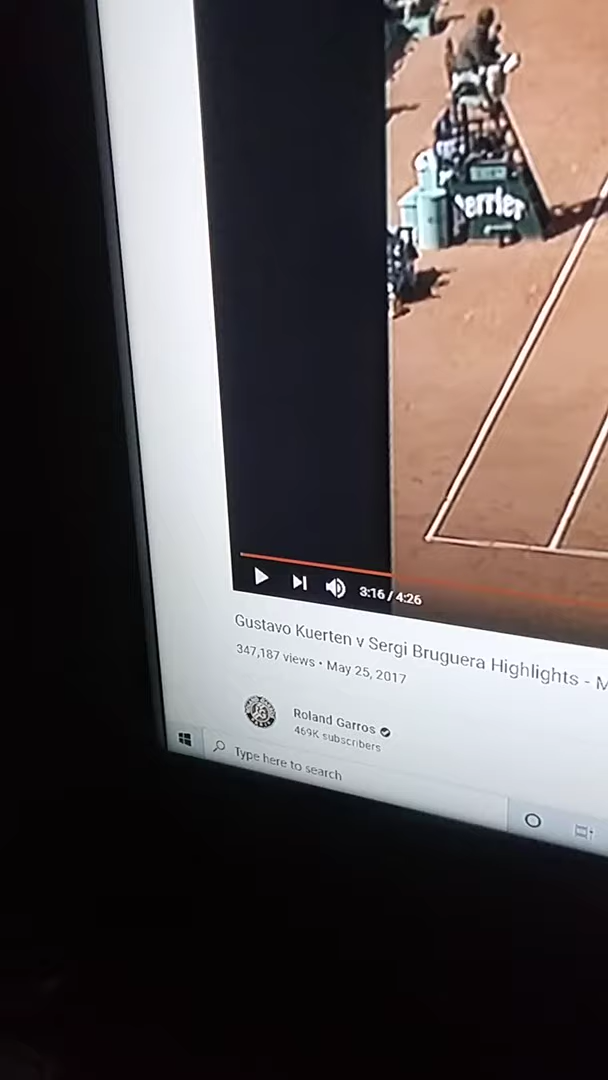 errier
3:16 / 4:26
Gustavo Kuerten v Sergi Bruguera Highlights - M
347,187 views • May 25, 2017
Roland Garros
469K subscribers
Type here to search